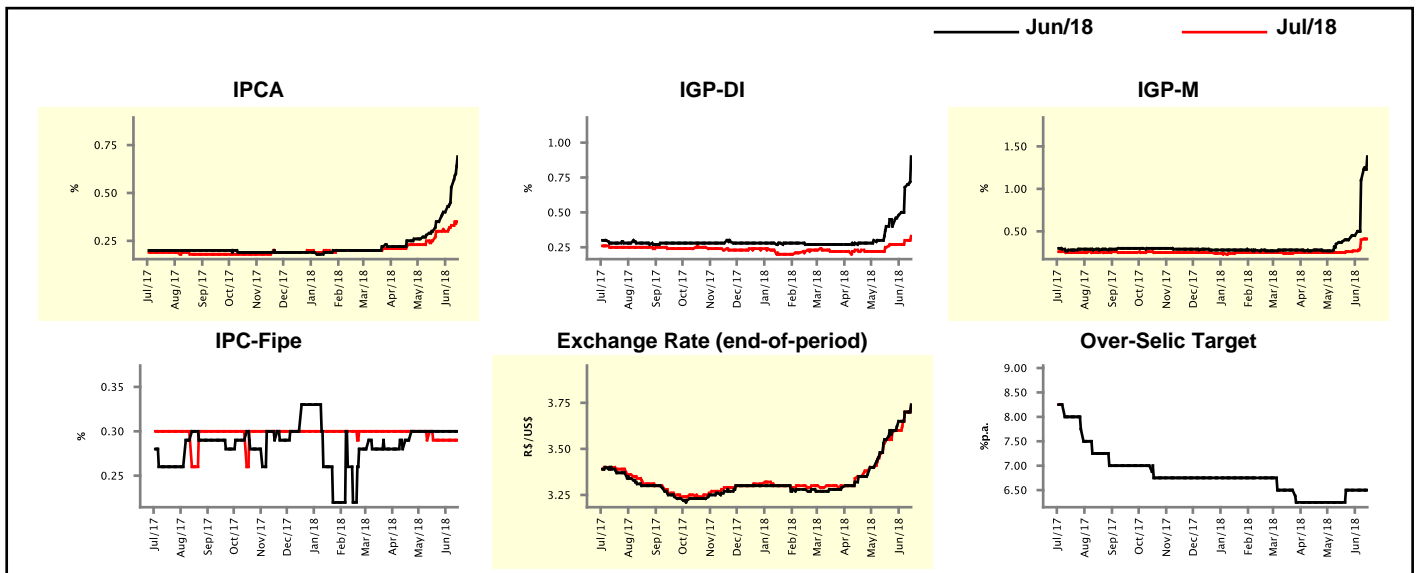 Jun/18 Jul/18
IPCA
%
0.75
0.50
0.25
Jul/17 Aug/17 Sep/17 Oct/17 Nov/17 Dec/17 Jan/18 Feb/18 Mar/18 Apr/18 May/18 Jun/18
IGP-DI
%
1.00
0.75
0.50
0.25
Jul/17 Aug/17 Sep/17 Oct/17 Nov/17 Dec/17 Jan/18 Feb/18 Mar/18 Apr/18 May/18 Jun/18
IGP-M
%
1.50
1.00
0.50
Jul/17 Aug/17 Sep/17 Oct/17 Nov/17 Dec/17 Jan/18 Feb/18 Mar/18 Apr/18 May/18 Jun/18
IPC-Fipe
%
0.35
0.30
0.25
Jul/17 Aug/17 Sep/17 Oct/17 Nov/17 Dec/17 Jan/18 Feb/18 Mar/18 Apr/18 May/18 Jun/18
Exchange Rate (end-of-period)
R$/US$
3.75
3.50
3.25
Jul/17 Aug/17 Sep/17 Oct/17 Nov/17 Dec/17 Jan/18 Feb/18 Mar/18 Apr/18 May/18 Jun/18
Over-Selic Target
%p.a.
9.00
8.50
8.00
7.50
7.00
6.50
Jul/17 Aug/17 Sep/17 Oct/17 Nov/17 Dec/17 Jan/18 Feb/18 Mar/18 Apr/18 May/18 Jun/18